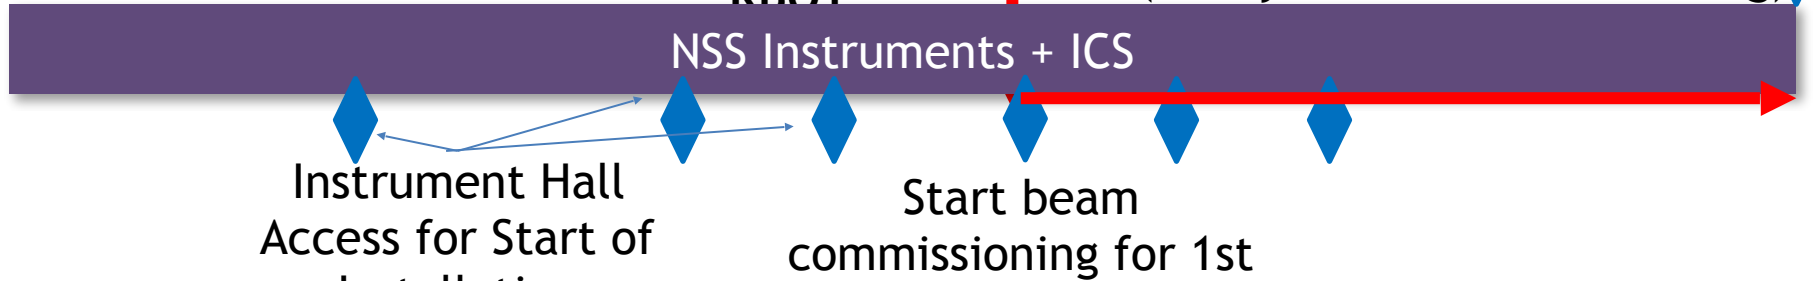 NSS Instruments + ICS
Instrument Hall
Access for Start of
Start beam
commissioning for 1st